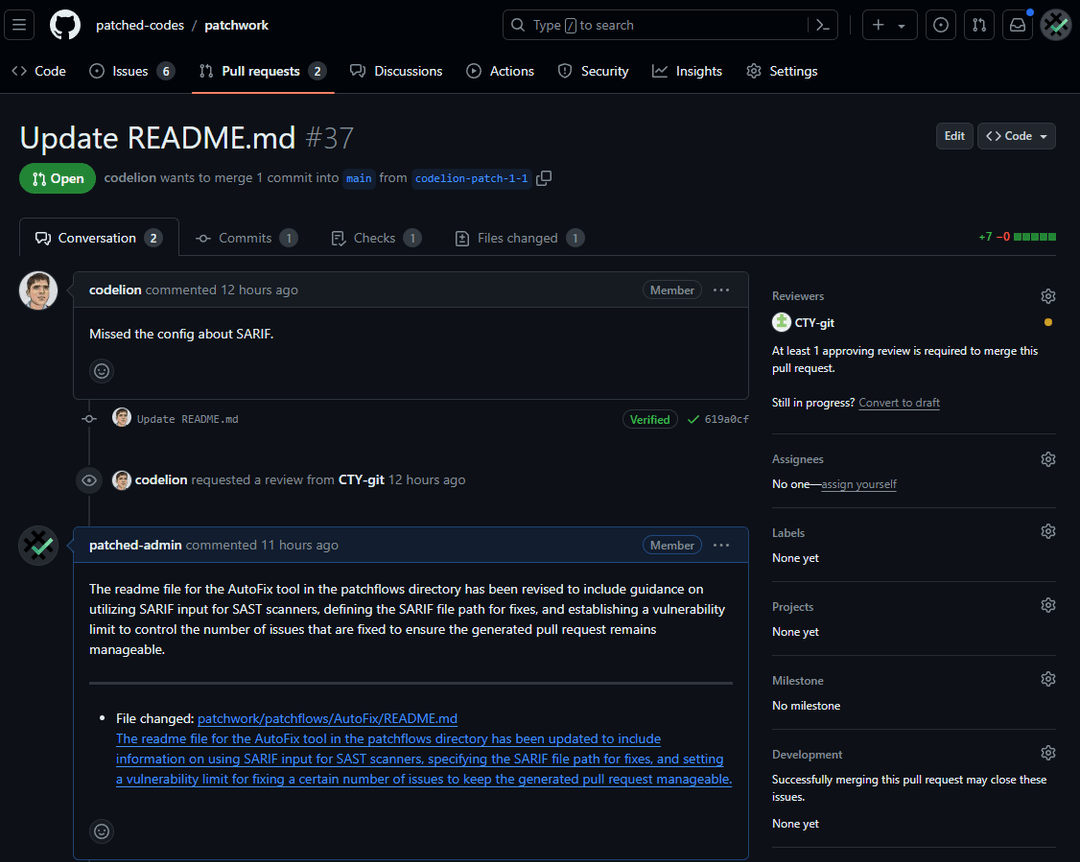 patched-codes / patchwork
Type / to search
Code
Issues 6
Pull requests 2
Discussions
Actions
Security
Insights
Settings
Update README.md #37
Edit
<> Code
Open
codelion wants to merge 1 commit into main from codelion-patch-1-1
Conversation 2
Commits 1
Checks 1
Files changed 1
+7 −0
codelion commented 12 hours ago
Member
Missed the config about SARIF.
Update README.md
Verified
619a0cf
codelion requested a review from CTY-git 12 hours ago
patched-admin commented 11 hours ago
Member
The readme file for the AutoFix tool in the patchflows directory has been revised to include guidance on
utilizing SARIF input for SAST scanners, defining the SARIF file path for fixes, and establishing a vulnerability
limit to control the number of issues that are fixed to ensure the generated pull request remains
manageable.
• File changed: patchwork/patchflows/AutoFix/README.md
The readme file for the AutoFix tool in the patchflows directory has been updated to include
information on using SARIF input for SAST scanners, specifying the SARIF file path for fixes, and setting
a vulnerability limit for fixing a certain number of issues to keep the generated pull request manageable.
Reviewers
CTY-git
At least 1 approving review is required to merge this
pull request.
Still in progress? Convert to draft
Assignees
No one—assign yourself
Labels
None yet
Projects
None yet
Milestone
No milestone
Development
Successfully merging this pull request may close these
issues.
None yet